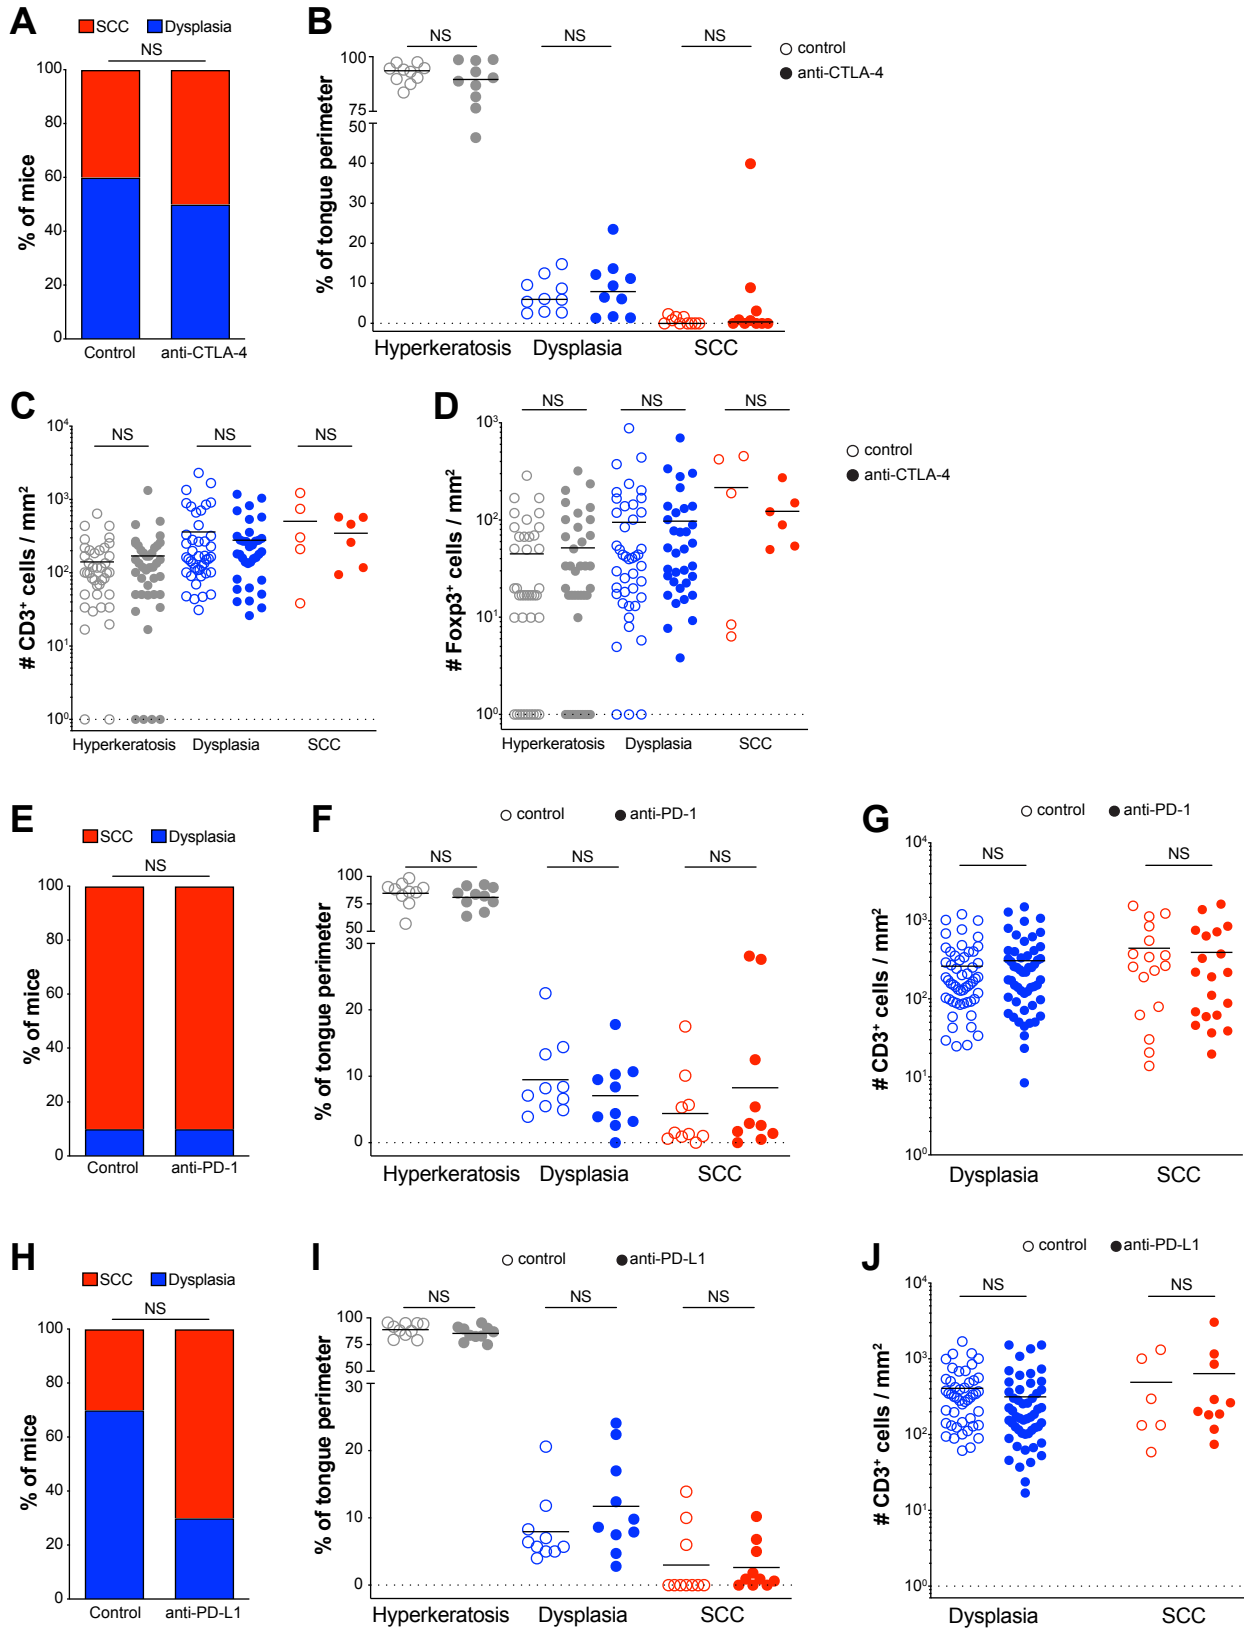 A
SCC Dysplasia
NS
% of mice
100
80
60
40
20
0
Control anti-CTLA-4
B
NS NS NS
control
anti-CTLA-4
% of tongue perimeter
100
75
50
40
30
20
10
0
Hyperkeratosis Dysplasia SCC
C
NS NS NS
# CD3⁺ cells / mm²
10⁴
10³
10²
10¹
10⁰
Hyperkeratosis Dysplasia SCC
D
NS NS NS
control
anti-CTLA-4
# Foxp3⁺ cells / mm²
10³
10²
10¹
10⁰
Hyperkeratosis Dysplasia SCC
E
SCC Dysplasia
NS
% of mice
100
80
60
40
20
0
Control anti-PD-1
F
control anti-PD-1
NS NS NS
% of tongue perimeter
100
75
50
30
20
10
0
Hyperkeratosis Dysplasia SCC
G
control anti-PD-1
NS NS
# CD3⁺ cells / mm²
10⁴
10³
10²
10¹
10⁰
Dysplasia SCC
H
SCC Dysplasia
NS
% of mice
100
80
60
40
20
0
Control anti-PD-L1
I
control anti-PD-L1
NS NS NS
% of tongue perimeter
100
75
50
30
20
10
0
Hyperkeratosis Dysplasia SCC
J
control anti-PD-L1
NS NS
# CD3⁺ cells / mm²
10⁴
10³
10²
10¹
10⁰
Dysplasia SCC